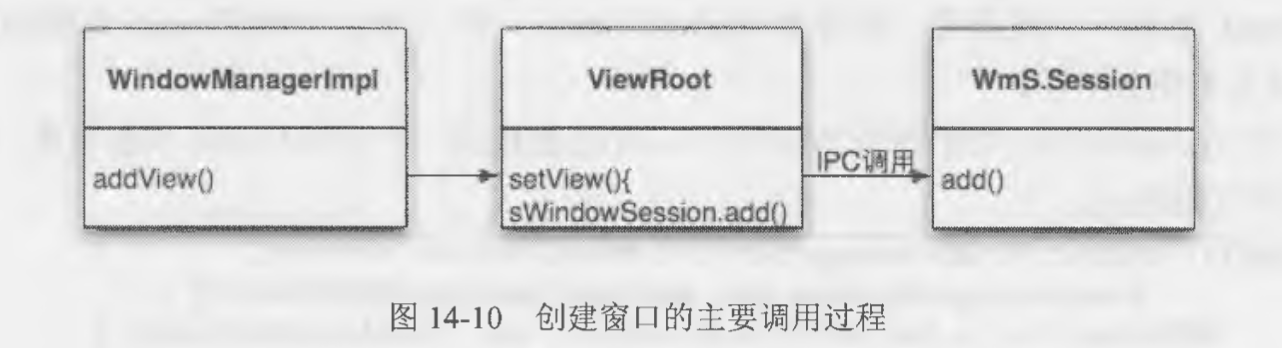 WindowManagerImpl
addView()
ViewRoot
setView(){
sWindowSession.add()
IPC调用
WmS.Session
add()
图 14-10 创建窗口的主要调用过程